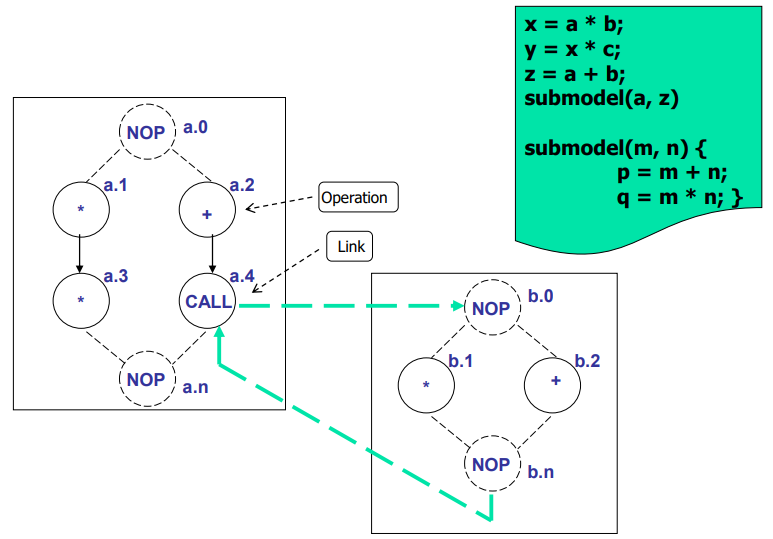 x = a * b;
y = x * c;
z = a + b;
submodel(a, z)
submodel(m, n) {
p = m + n;
q = m * n; }
NOP a.0
a.1
*
a.2
+
Operation
Link
a.3
*
a.4
CALL
NOP
a.n
NOP b.0
b.1
*
b.2
+
NOP
b.n